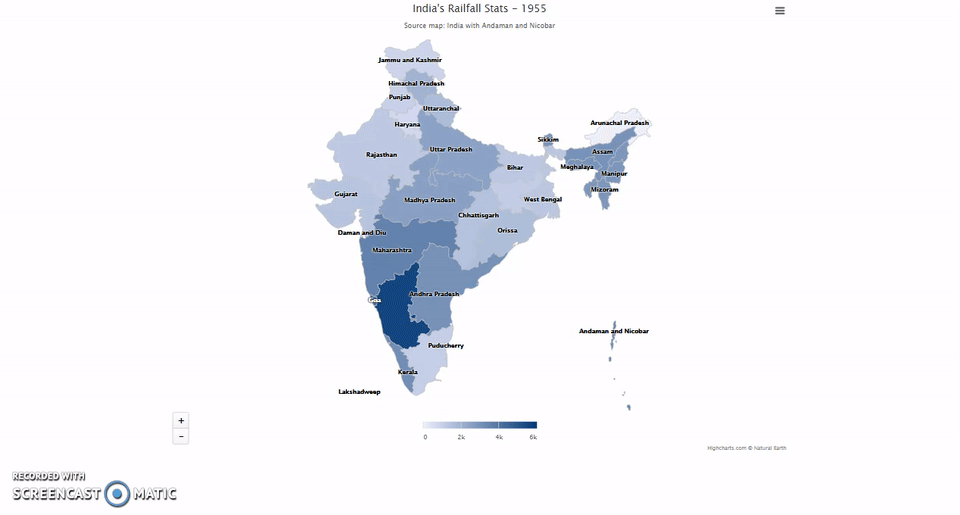 India's Railfall Stats - 1955
Source map: India with Andaman and Nicobar
Jammu and Kashmir
Himachal Pradesh
Punjab
Uttaranchal
Haryana
Arunachal Pradesh
Sikkim
Uttar Pradesh
Assam
Rajasthan
Bihar
Meghalaya
Manipur
Mizoram
Gujarat
Madhya Pradesh
West Bengal
Chhattisgarh
Orissa
Daman and Diu
Maharashtra
Andhra Pradesh
Goa
Andaman and Nicobar
Puducherry
Kerala
Lakshadweep
+
−
0 2k 4k 6k
Highcharts.com © Natural Earth
RECORDED WITH
SCREENCAST MATIC